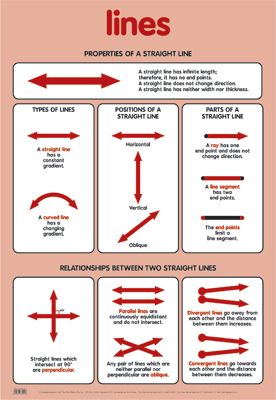 lines
PROPERTIES OF A STRAIGHT LINE
A straight line has infinite length;
therefore, it has no end points.
A straight line does not change direction.
A straight line has neither width nor thickness.
TYPES OF LINES
A straight line
has a
constant
gradient.
A curved line
has a
changing
gradient.
POSITIONS OF A
STRAIGHT LINE
Horizontal
Vertical
Oblique
PARTS OF A
STRAIGHT LINE
A ray has one
end point and does not
change direction.
A line segment
has two
end points.
The end points
limit a
line segment.
RELATIONSHIPS BETWEEN TWO STRAIGHT LINES
90°
Straight lines which
intersect at 90°
are perpendicular.
Parallel lines are
continuously equidistant
and do not intersect.
Any pair of lines which are
neither parallel nor
perpendicular are oblique.
Divergent lines go away from
each other and the distance
between them increases.
Convergent lines go towards
each other and the distance
between them decreases.